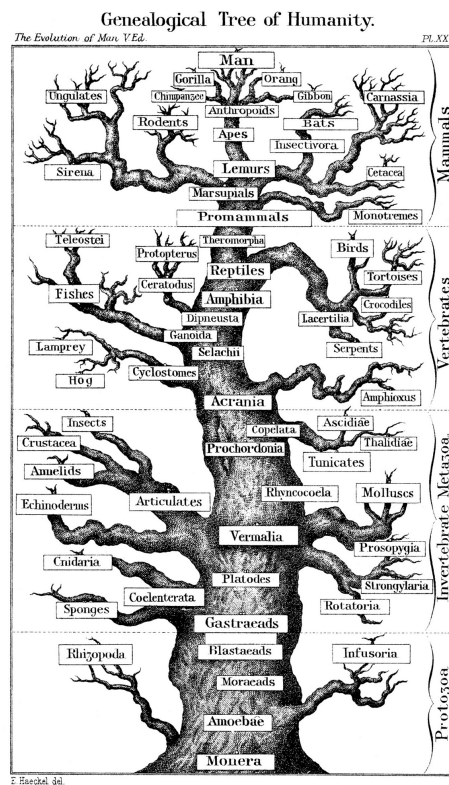 Genealogical Tree of Humanity.
The Evolution of Man V Ed.
Pl. XX
Man
Gorilla
Orang
Chimpanzee
Gibbon
Anthropoids
Ungulates
Carnassia
Rodents
Bats
Apes
Insectivora
Sirena
Lemurs
Cetacea
Marsupials
Promammals
Monotremes
Mammals
Teleostei
Theromorpha
Birds
Protopterus
Reptiles
Tortoises
Ceratodus
Fishes
Amphibia
Crocodiles
Dipneusta
Lacertilia
Ganoida
Serpents
Lamprey
Selachii
Hog
Cyclostomes
Amphioxus
Acrania
Vertebrates
Insects
Ascidiæ
Copelata
Crustacea
Thalidiæ
Prochordonia
Tunicates
Annelids
Articulates
Rhyncocoela
Molluscs
Echinoderms
Vermalia
Prosopygia
Cnidaria
Platodes
Strongylaria
Coelenterata
Rotatoria
Sponges
Gastraeads
Invertebrate Metazoa
Rhizopoda
Blastaeads
Infusoria
Moraeads
Amoebae
Monera
Protozoa
E. Haeckel del.